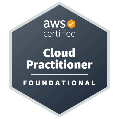 aws
certified
Cloud
Practitioner
FOUNDATIONAL